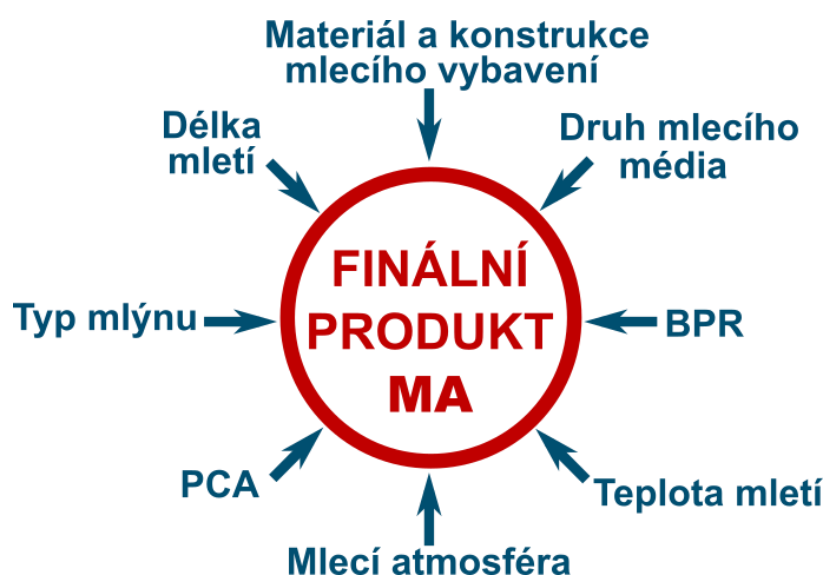 Materiál a konstrukce
mlecího vybavení
Délka
mletí
Druh mlecího
média
FINÁLNÍ
PRODUKT
MA
Typ mlýnu
BPR
PCA
Teplota mletí
Mlecí atmosféra